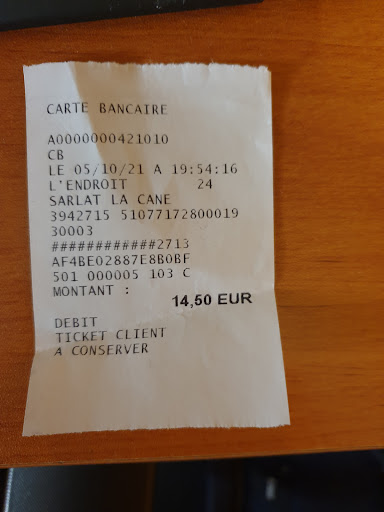 CARTE BANCAIRE
A0000000421010
CB
LE 05/10/21 A 19:54:16
L'ENDROIT 24
SARLAT LA CANE
3942715 51077172800019
30003
############2713
AF4BE02887E8B0BF
501 000005 103 C
MONTANT :
14,50 EUR
DEBIT
TICKET CLIENT
A CONSERVER